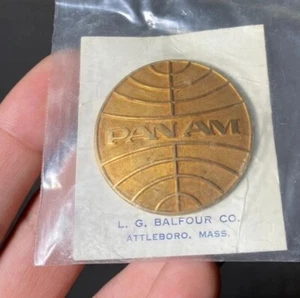 PAN AM
L. G. BALFOUR CO.
ATTLEBORO, MASS.